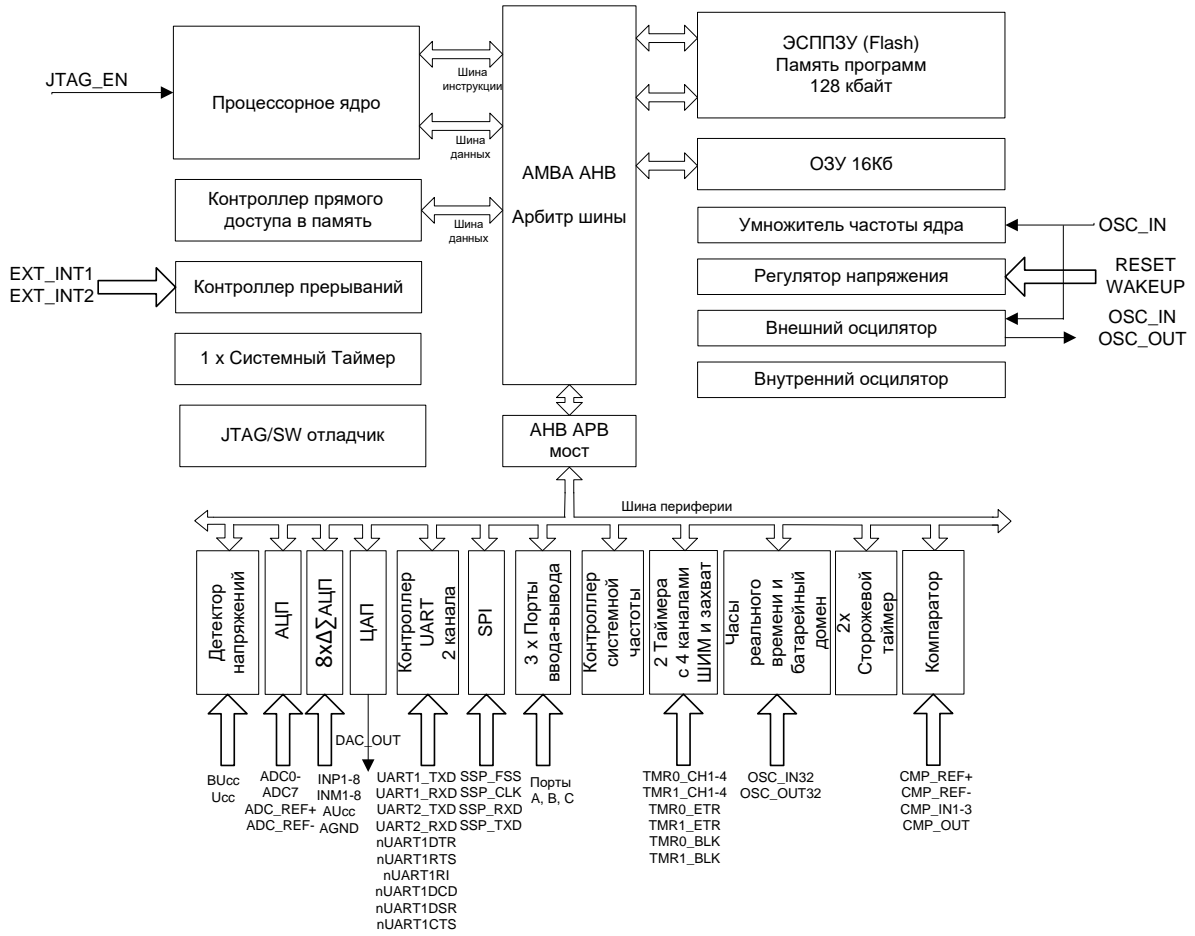 JTAG_EN
Процессорное ядро
Шина
инструкции
Шина
данных
АМВА АНВ
Арбитр шины
ЭСППЗУ (Flash)
Память программ
128 кбайт
ОЗУ 16Кб
Контроллер прямого
доступа в память
Шина
данных
Умножитель частоты ядра
OSC_IN
EXT_INT1
EXT_INT2
Контроллер прерываний
Регулятор напряжения
RESET
WAKEUP
1 x Системный Таймер
Внешний осцилятор
OSC_IN
OSC_OUT
Внутренний осцилятор
JTAG/SW отладчик
АНВ АРВ
мост
Шина периферии
Детектор
напряжений
АЦП
8x∆∑АЦП
ЦАП
Контроллер
UART
2 канала
SPI
3 x Порты
ввода-вывода
Контроллер
системной
частоты
2 Таймера
с 4 каналами
ШИМ и захват
Часы
реального
времени и
батарейный
домен
2x
Сторожевой
таймер
Компаратор
BUcc
Ucc
ADC0-
ADC7
ADC_REF+
ADC_REF-
INP1-8
INM1-8
AUcc
AGND
DAC_OUT
UART1_TXD
UART1_RXD
UART2_TXD
UART2_RXD
nUART1DTR
nUART1RTS
nUART1RI
nUART1DCD
nUART1DSR
nUART1CTS
SSP_FSS
SSP_CLK
SSP_RXD
SSP_TXD
Порты
А, В, С
TMR0_CH1-4
TMR1_CH1-4
TMR0_ETR
TMR1_ETR
TMR0_BLK
TMR1_BLK
OSC_IN32
OSC_OUT32
CMP_REF+
CMP_REF-
CMP_IN1-3
CMP_OUT